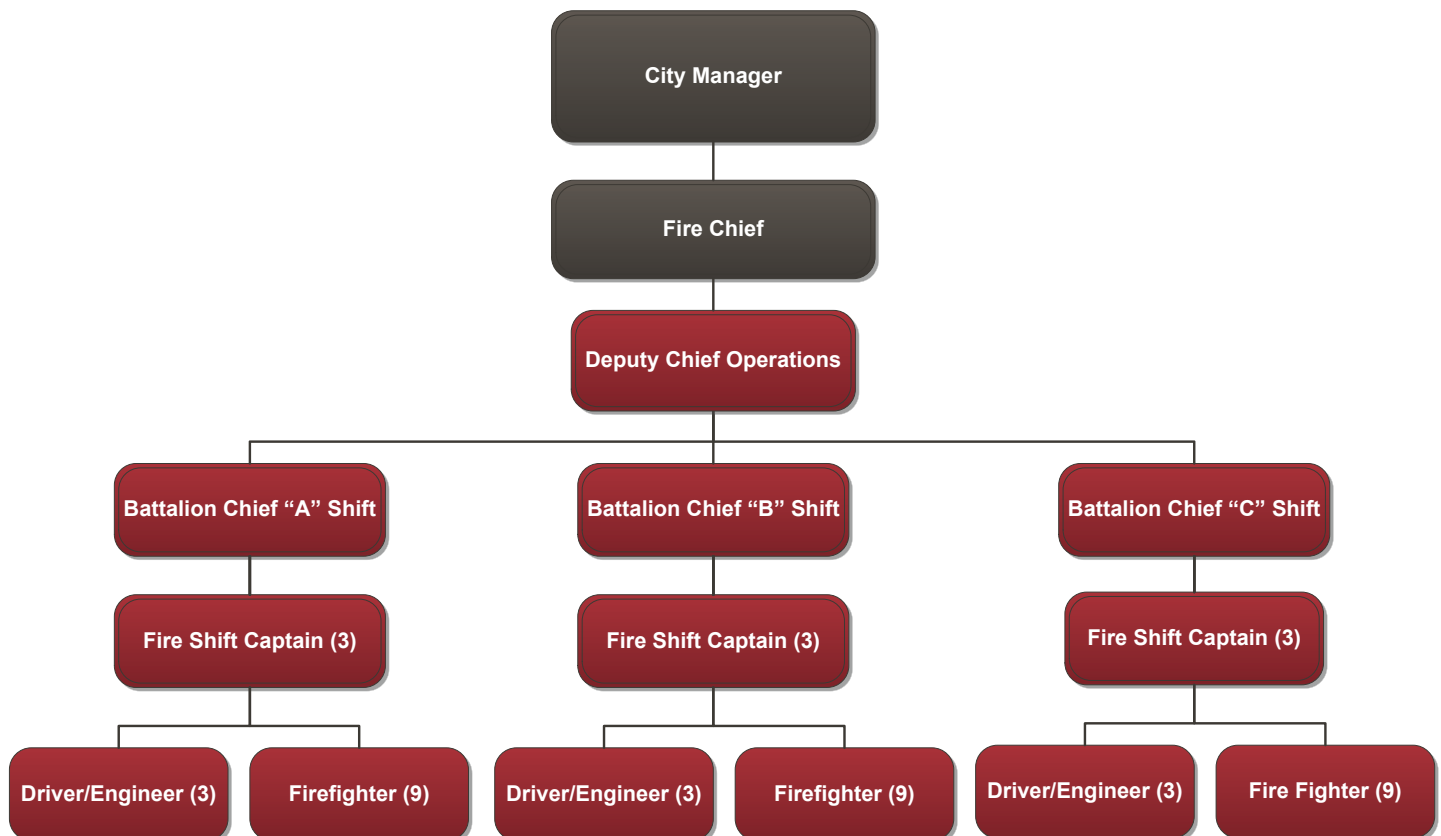 City Manager
Fire Chief
Deputy Chief Operations
Battalion Chief “A” Shift
Battalion Chief “B” Shift
Battalion Chief “C” Shift
Fire Shift Captain (3)
Fire Shift Captain (3)
Fire Shift Captain (3)
Driver/Engineer (3)
Firefighter (9)
Driver/Engineer (3)
Firefighter (9)
Driver/Engineer (3)
Fire Fighter (9)